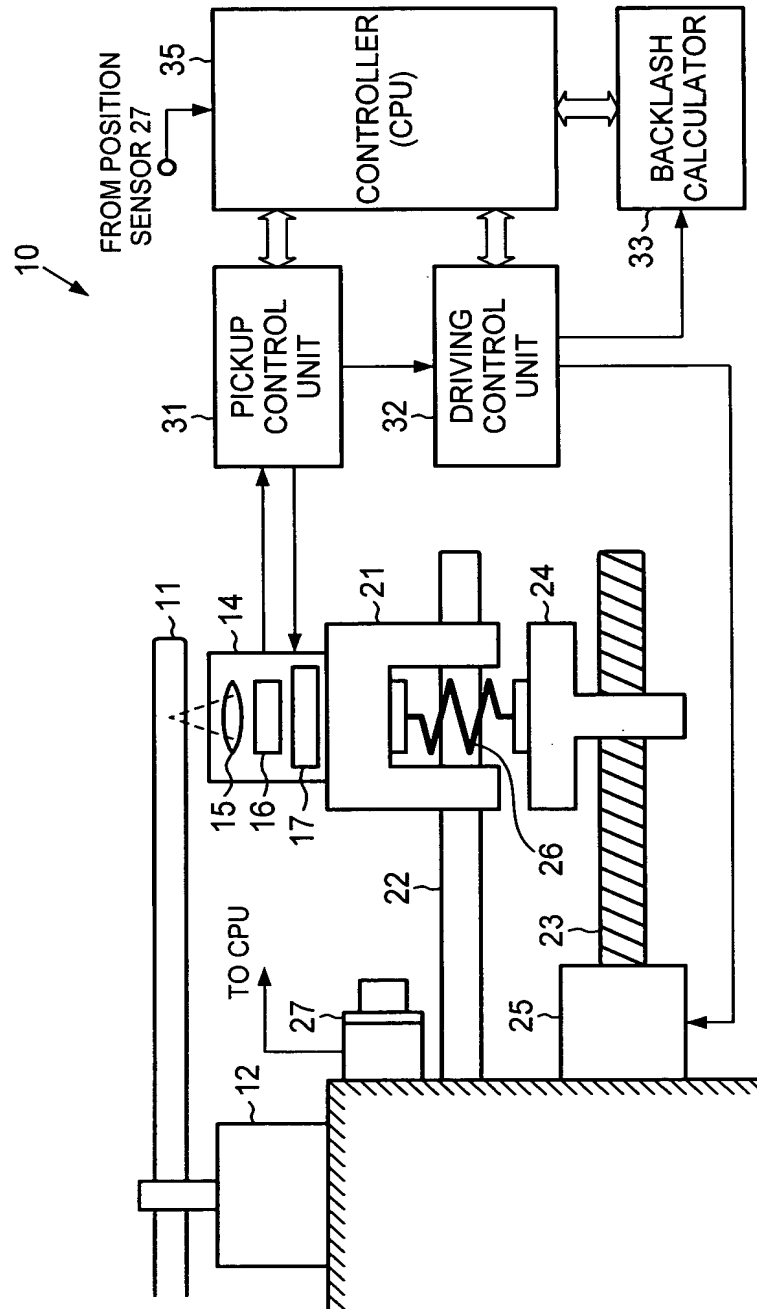 10
FROM POSITION
SENSOR 27
35
CONTROLLER
(CPU)
31
PICKUP
CONTROL
UNIT
32
DRIVING
CONTROL
UNIT
33
BACKLASH
CALCULATOR
11
14
15
16
17
21
22
26
24
23
25
27
TO CPU
12